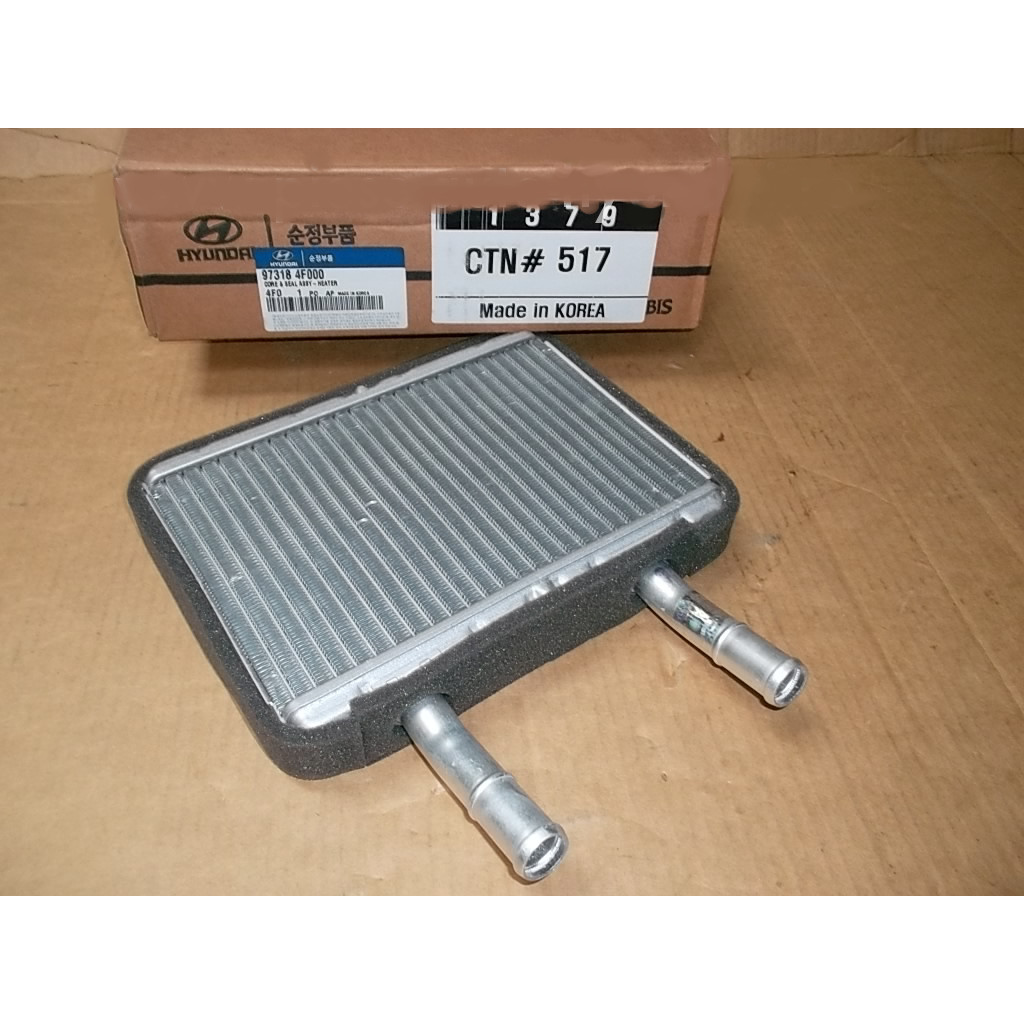 HYUNDAI
순정부품
HYUNDAI 순정부품
97318 4F000
CORE & SEAL ASSY - HEATER
4F0 1 PC AP MADE IN KOREA
1 3 7 9
CTN# 517
Made in KOREA
BIS